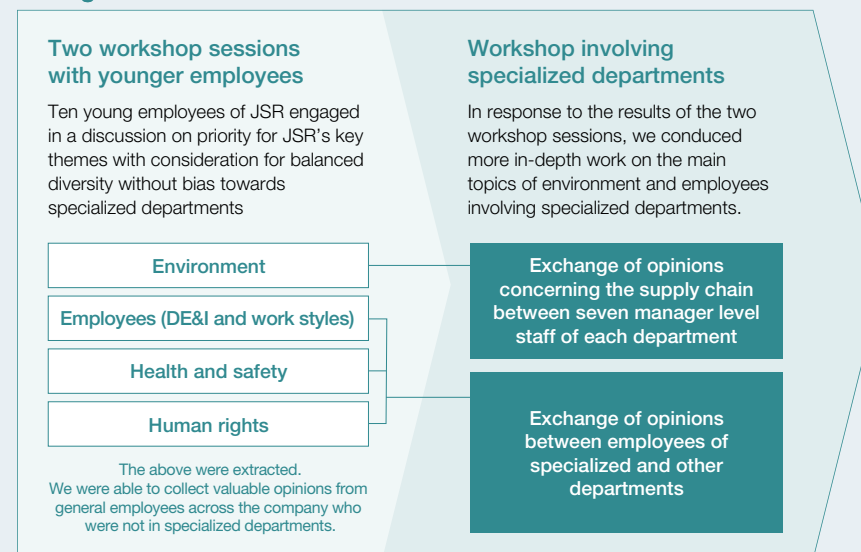 Two workshop sessions
with younger employees
Ten young employees of JSR engaged
in a discussion on priority for JSR's key
themes with consideration for balanced
diversity without bias towards
specialized departments
Environment
Employees (DE&I and work styles)
Health and safety
Human rights
The above were extracted.
We were able to collect valuable opinions from
general employees across the company who
were not in specialized departments.
Workshop involving
specialized departments
In response to the results of the two
workshop sessions, we conduced
more in-depth work on the main
topics of environment and employees
involving specialized departments.
Exchange of opinions
concerning the supply chain
between seven manager level
staff of each department
Exchange of opinions
between employees of
specialized and other
departments